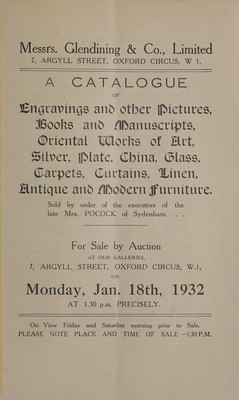 Messrs. Glendining & Co., Limited
7, ARGYLL STREET, OXFORD CIRCUS, W 1.
A CATALOGUE
OF
Engravings and other Pictures,
Books and Manuscripts,
Oriental Works of Art,
Silver, Plate, China, Glass,
Carpets, Curtains, Linen,
Antique and Modern Furniture.
Sold by order of the executors of the
late Mrs. POCOCK of Sydenham . . .
For Sale by Auction
AT OUR GALLERIES,
7, ARGYLL STREET, OXFORD CIRCUS, W.1,
ON
Monday, Jan. 18th, 1932
AT 1.30 p.m. PRECISELY.
On View Friday and Saturday morning prior to Sale.
PLEASE NOTE PLACE AND TIME OF SALE —1.30 P.M.